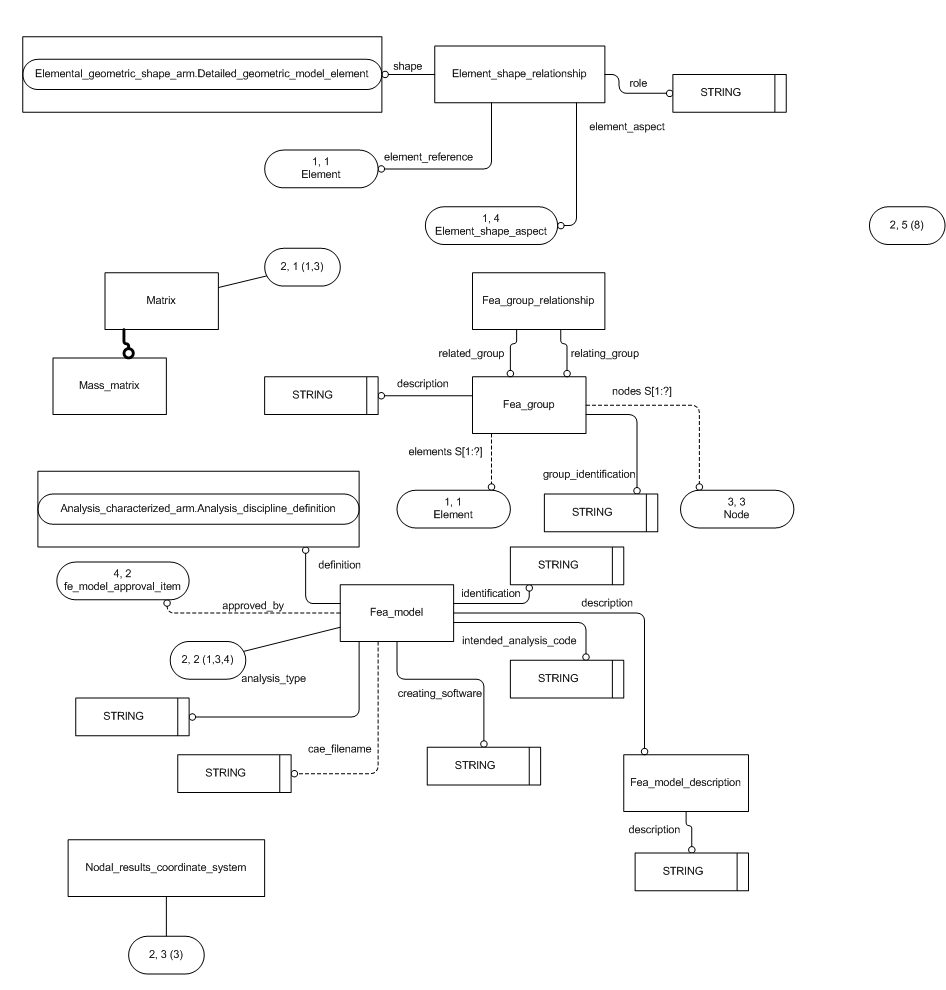 Elemental_geometric_shape_arm.Detailed_geometric_model_element
shape
Element_shape_relationship
role
STRING
element_aspect
element_reference
1, 1
Element
1, 4
Element_shape_aspect
2, 5 (8)
2, 1 (1,3)
Matrix
Mass_matrix
Fea_group_relationship
related_group
relating_group
STRING
description
Fea_group
nodes S[1:?]
elements S[1:?]
group_identification
1, 1
Element
STRING
3, 3
Node
Analysis_characterized_arm.Analysis_discipline_definition
definition
STRING
4, 2
fe_model_approval_item
approved_by
Fea_model
identification
description
intended_analysis_code
2, 2 (1,3,4)
analysis_type
STRING
creating_software
STRING
cae_filename
STRING
STRING
Fea_model_description
description
STRING
Nodal_results_coordinate_system
2, 3 (3)